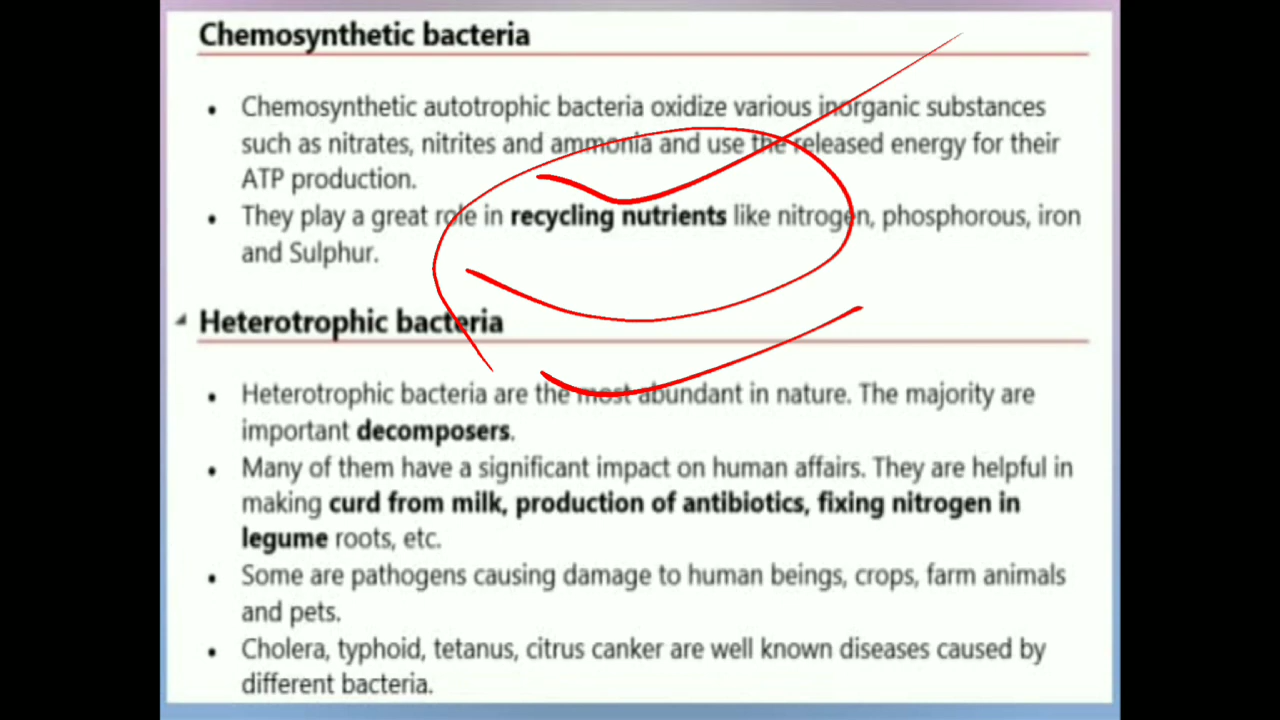 Chemosynthetic bacteria
• Chemosynthetic autotrophic bacteria oxidize various inorganic substances
such as nitrates, nitrites and ammonia and use the released energy for their
ATP production.
• They play a great role in recycling nutrients like nitrogen, phosphorous, iron
and Sulphur.
Heterotrophic bacteria
• Heterotrophic bacteria are the most abundant in nature. The majority are
important decomposers.
• Many of them have a significant impact on human affairs. They are helpful in
making curd from milk, production of antibiotics, fixing nitrogen in
legume roots, etc.
• Some are pathogens causing damage to human beings, crops, farm animals
and pets.
• Cholera, typhoid, tetanus, citrus canker are well known diseases caused by
different bacteria.